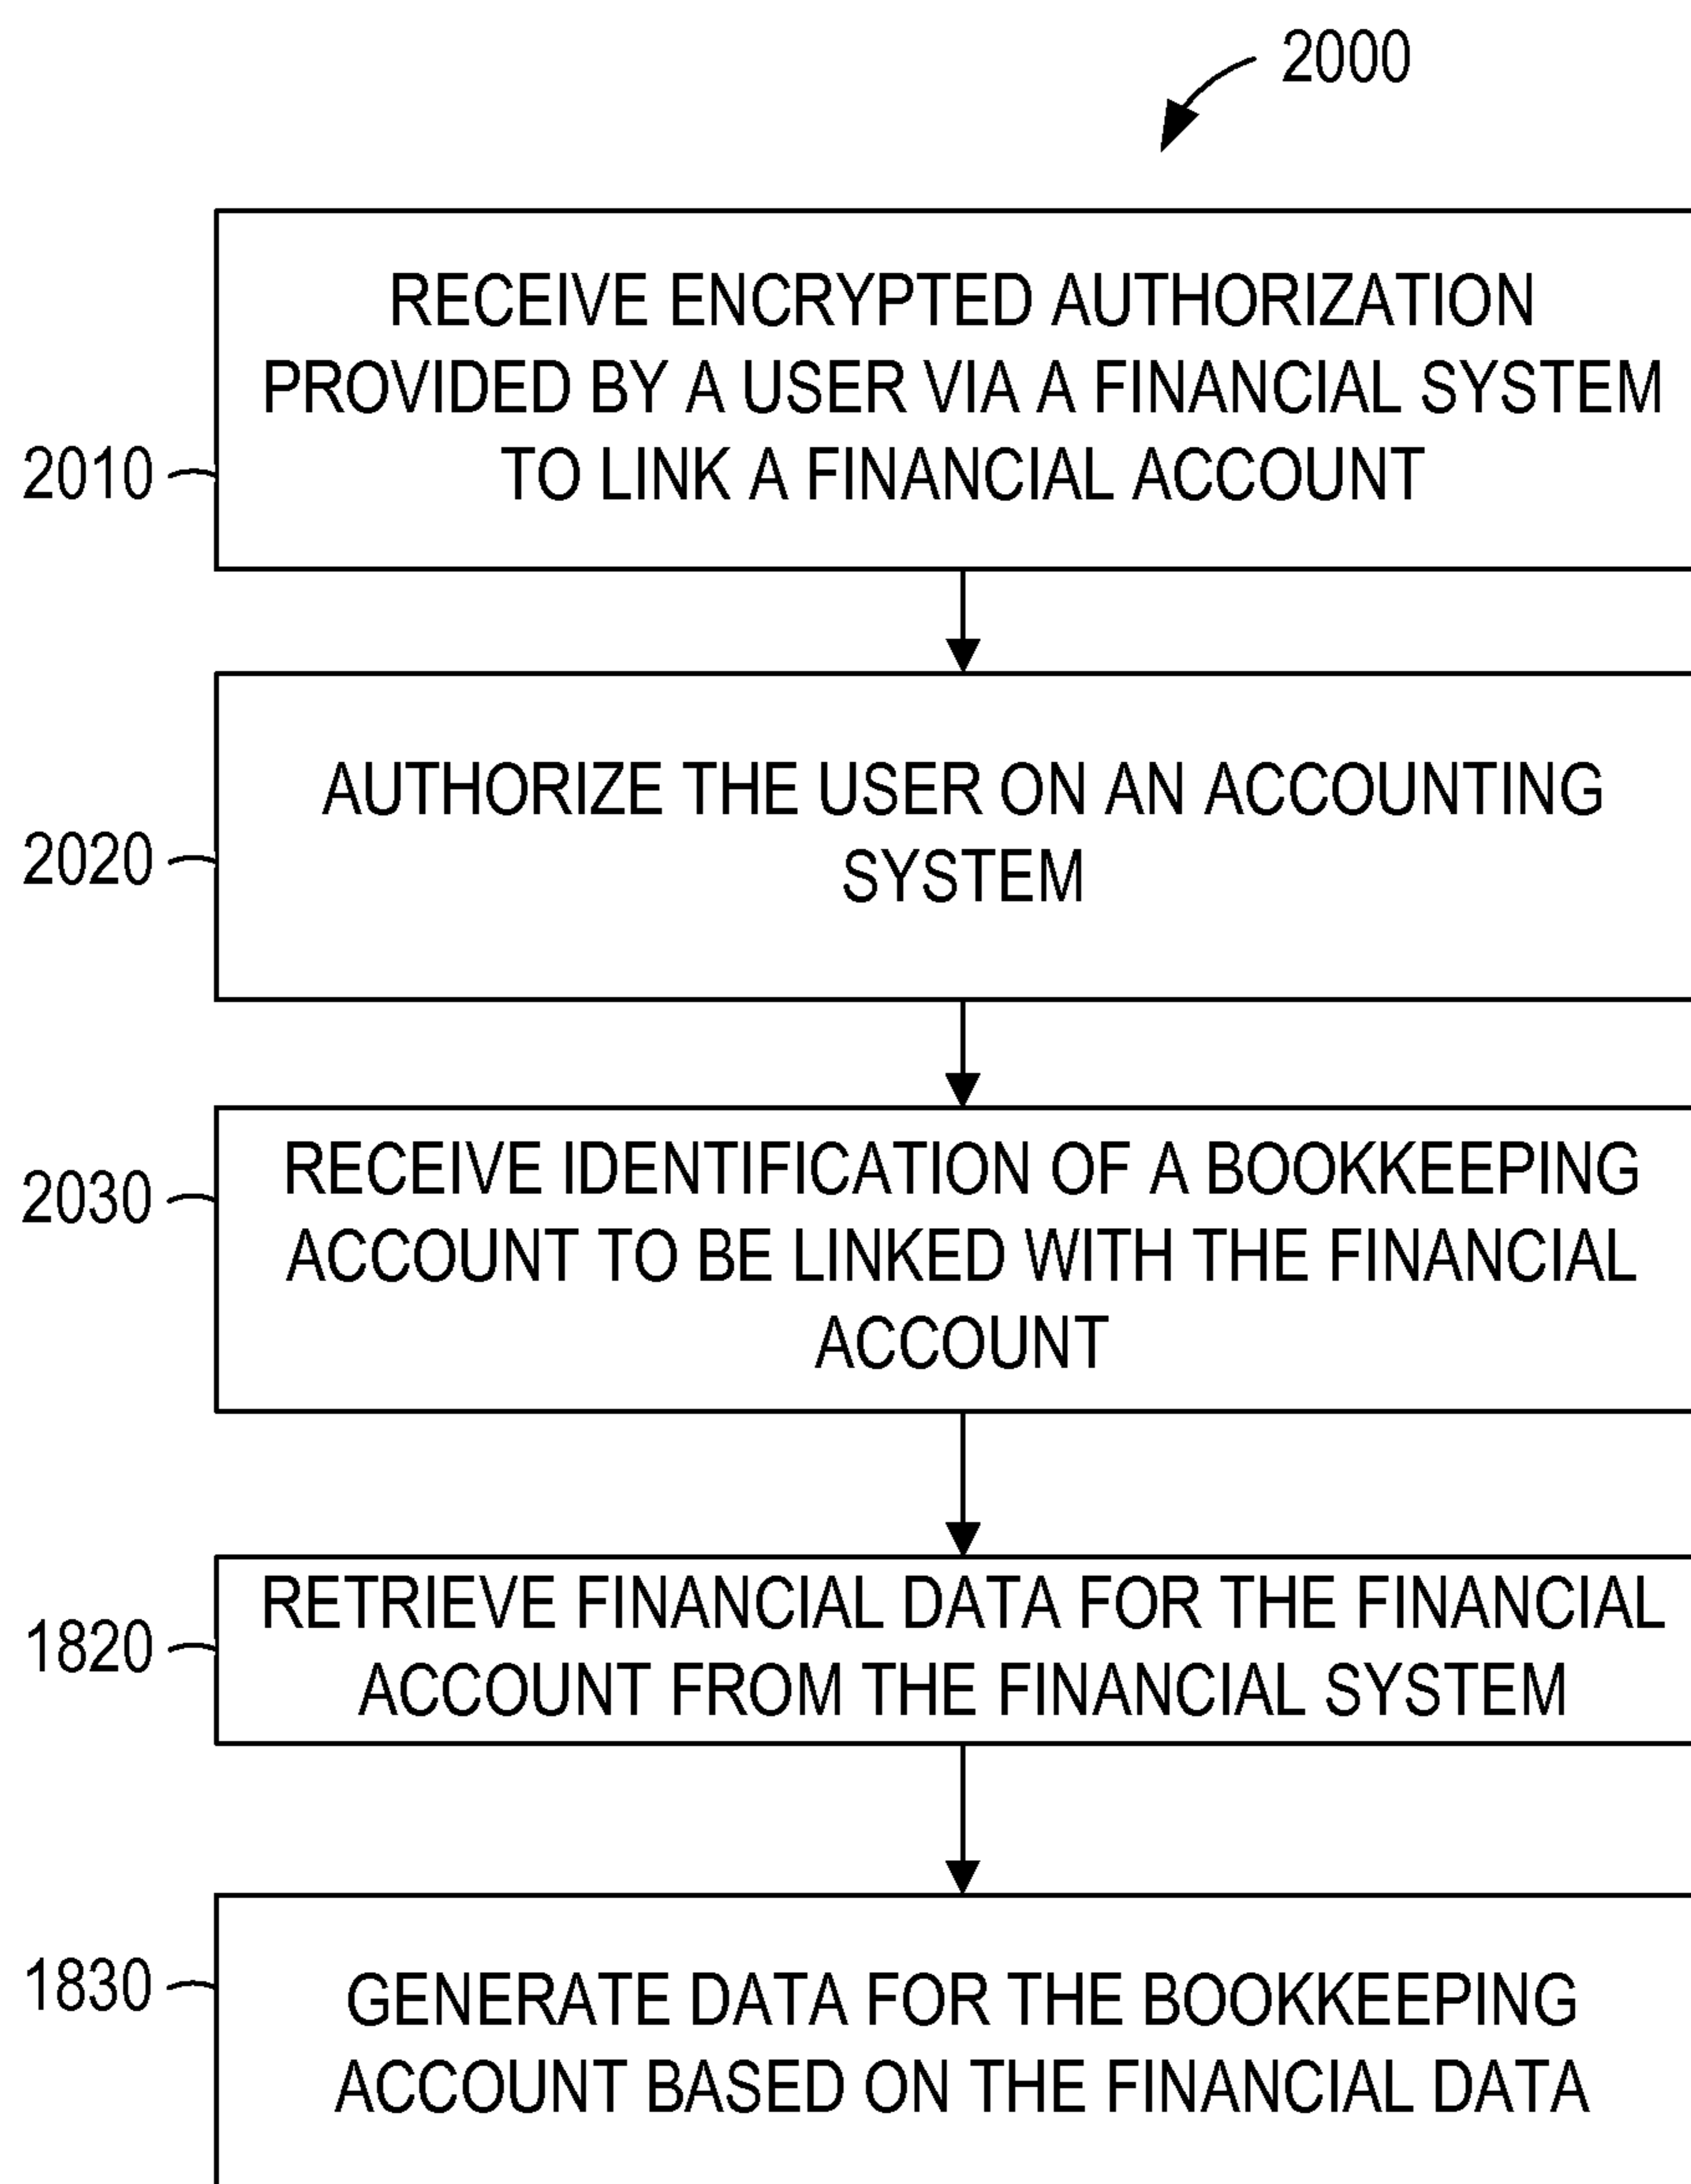 2000
RECEIVE ENCRYPTED AUTHORIZATION
PROVIDED BY A USER VIA A FINANCIAL SYSTEM
TO LINK A FINANCIAL ACCOUNT
2010
AUTHORIZE THE USER ON AN ACCOUNTING
SYSTEM
2020
RECEIVE IDENTIFICATION OF A BOOKKEEPING
ACCOUNT TO BE LINKED WITH THE FINANCIAL
ACCOUNT
2030
RETRIEVE FINANCIAL DATA FOR THE FINANCIAL
ACCOUNT FROM THE FINANCIAL SYSTEM
1820
GENERATE DATA FOR THE BOOKKEEPING
ACCOUNT BASED ON THE FINANCIAL DATA
1830